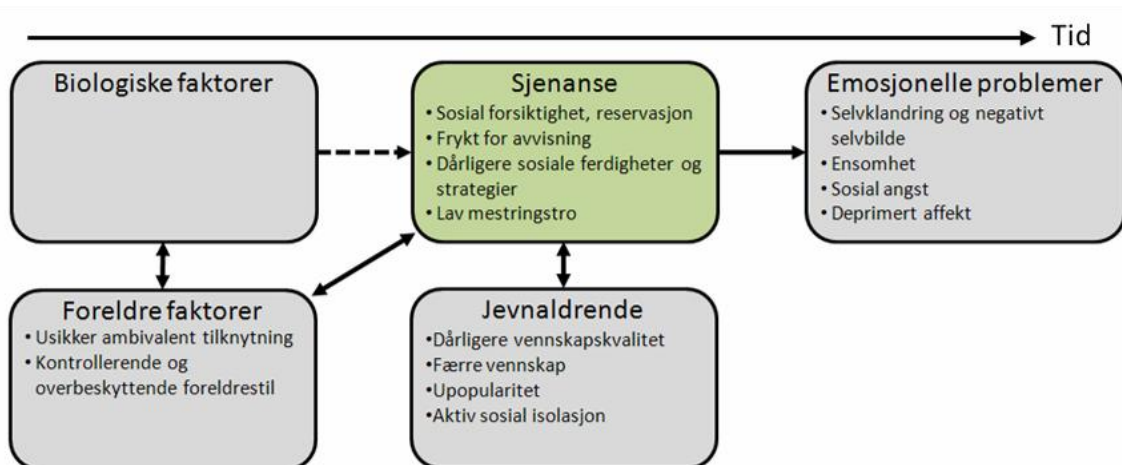 Tid
Biologiske faktorer
Sjenanse
• Sosial forsiktighet, reservasjon
• Frykt for avvisning
• Dårligere sosiale ferdigheter og
strategier
• Lav mestringstro
Emosjonelle problemer
• Selvklandring og negativt
selvbilde
• Ensomhet
• Sosial angst
• Deprimert affekt
Foreldre faktorer
• Usikker ambivalent tilknytning
• Kontrollerende og
overbeskyttende foreldrestil
Jevnaldrende
• Dårligere vennskapskvalitet
• Færre vennskap
• Upopularitet
• Aktiv sosial isolasjon